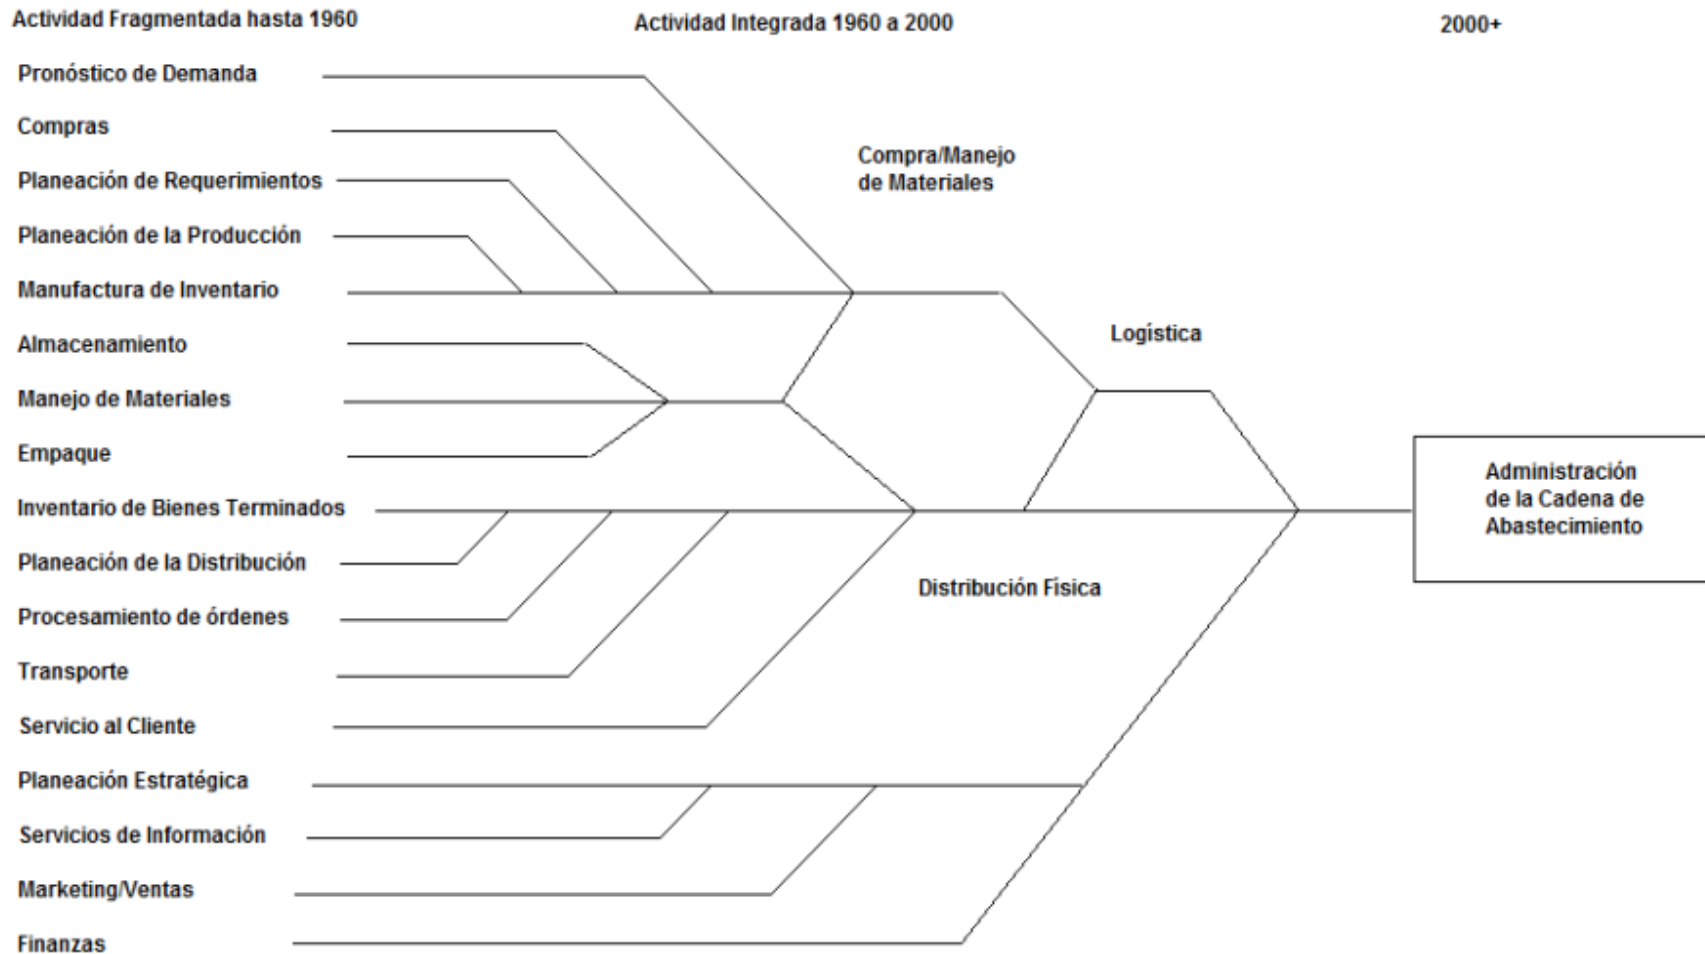 Actividad Fragmentada hasta 1960
Actividad Integrada 1960 a 2000
2000+
Pronóstico de Demanda
Compras
Planeación de Requerimientos
Planeación de la Producción
Manufactura de Inventario
Almacenamiento
Manejo de Materiales
Empaque
Inventario de Bienes Terminados
Planeación de la Distribución
Procesamiento de órdenes
Transporte
Servicio al Cliente
Planeación Estratégica
Servicios de Información
Marketing/Ventas
Finanzas
Compra/Manejo
de Materiales
Logística
Distribución Física
Administración
de la Cadena de
Abastecimiento